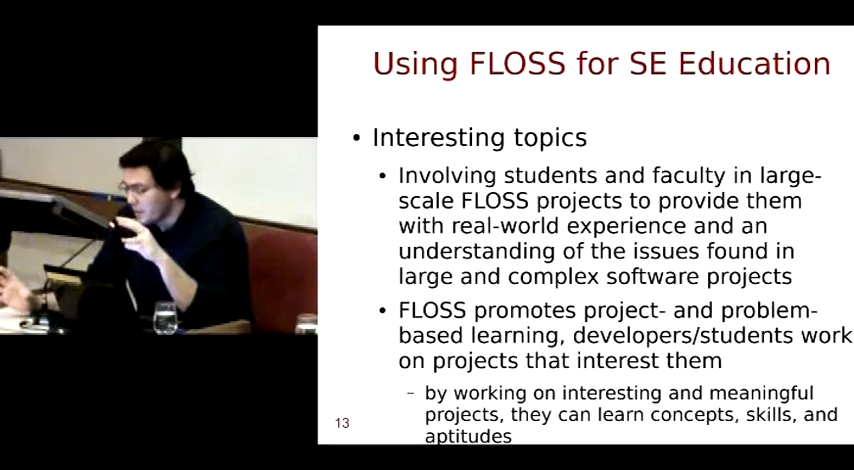 Using FLOSS for SE Education
• Interesting topics
• Involving students and faculty in large-
scale FLOSS projects to provide them
with real-world experience and an
understanding of the issues found in
large and complex software projects
• FLOSS promotes project- and problem-
based learning, developers/students work
on projects that interest them
– by working on interesting and meaningful
projects, they can learn concepts, skills, and
aptitudes
13